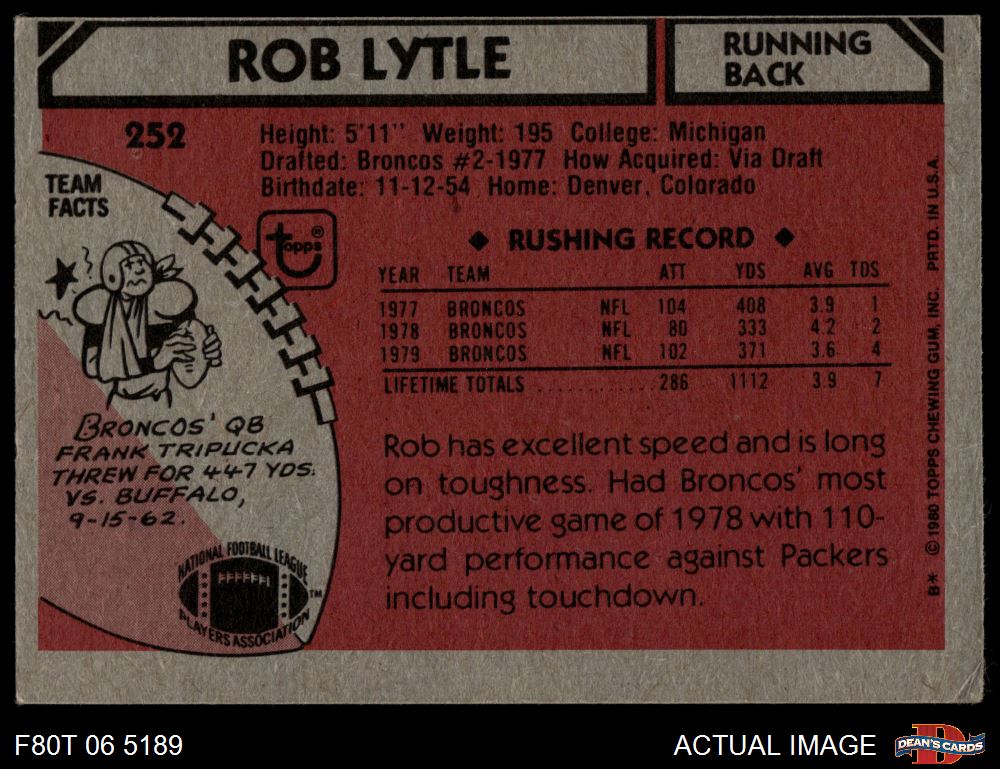 ROB LYTLE
RUNNING
BACK
252
Height: 5'11" Weight: 195 College: Michigan
Drafted: Broncos #2-1977 How Acquired: Via Draft
Birthdate: 11-12-54 Home: Denver, Colorado
TEAM
FACTS
topps®
◆ RUSHING RECORD ◆
YEAR TEAM ATT YDS AVG TDS
1977 BRONCOS NFL 104 408 3.9 1
1978 BRONCOS NFL 80 333 4.2 2
1979 BRONCOS NFL 102 371 3.6 4
LIFETIME TOTALS .......... 286 1112 3.9 7
BRONCOS' QB
FRANK TRIPUCKA
THREW FOR 447 YDS.
VS. BUFFALO,
9-15-62.
Rob has excellent speed and is long
on toughness. Had Broncos' most
productive game of 1978 with 110-
yard performance against Packers
including touchdown.
NATIONAL FOOTBALL LEAGUE
PLAYERS ASSOCIATION
TM
B* © 1980 TOPPS CHEWING GUM, INC. PRTD. IN U.S.A.
F80T 06 5189
ACTUAL IMAGE
D
DEAN'S CARDS